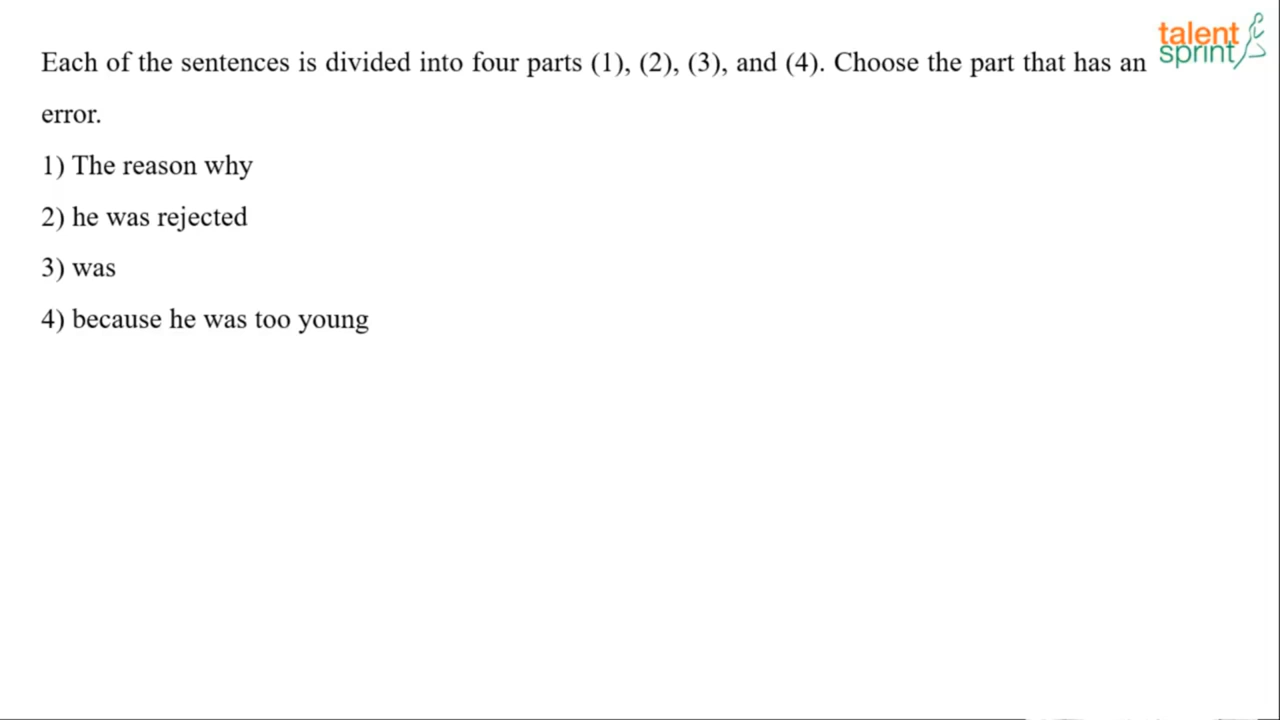 talent
sprint
Each of the sentences is divided into four parts (1), (2), (3), and (4). Choose the part that has an
error.
1) The reason why
2) he was rejected
3) was
4) because he was too young